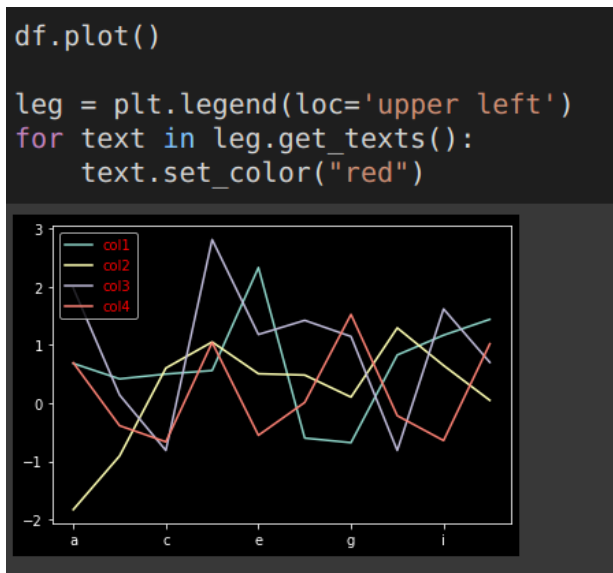 df.plot()
leg = plt.legend(loc='upper left')
for text in leg.get_texts():
    text.set_color("red")
3
2
1
0
−1
−2
col1
col2
col3
col4
a c e g i